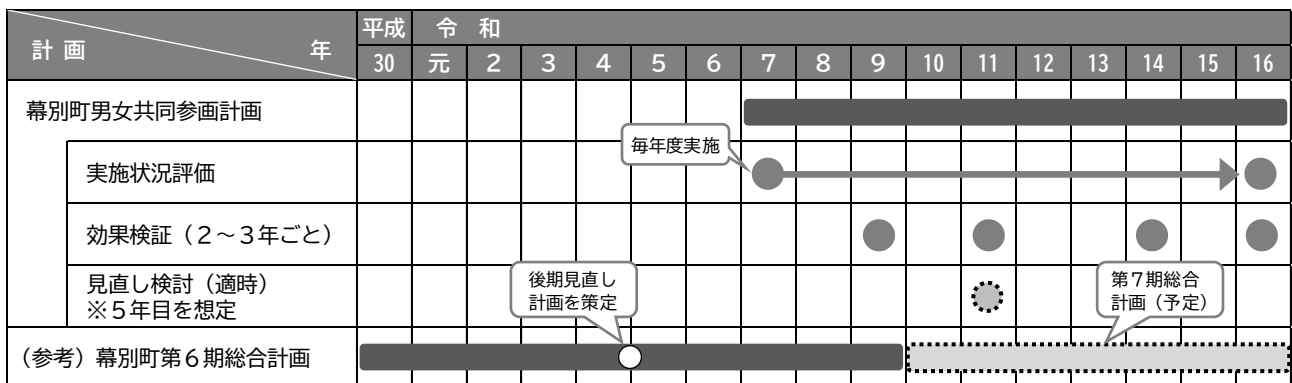 平成 令 和
計 画 年
30 元 2 3 4 5 6 7 8 9 10 11 12 13 14 15 16
幕別町男女共同参画計画
毎年度実施
実施状況評価
効果検証（２～３年ごと）
見直し検討（適時）
※５年目を想定
後期見直し
計画を策定
第７期総合
計画（予定）
（参考）幕別町第６期総合計画